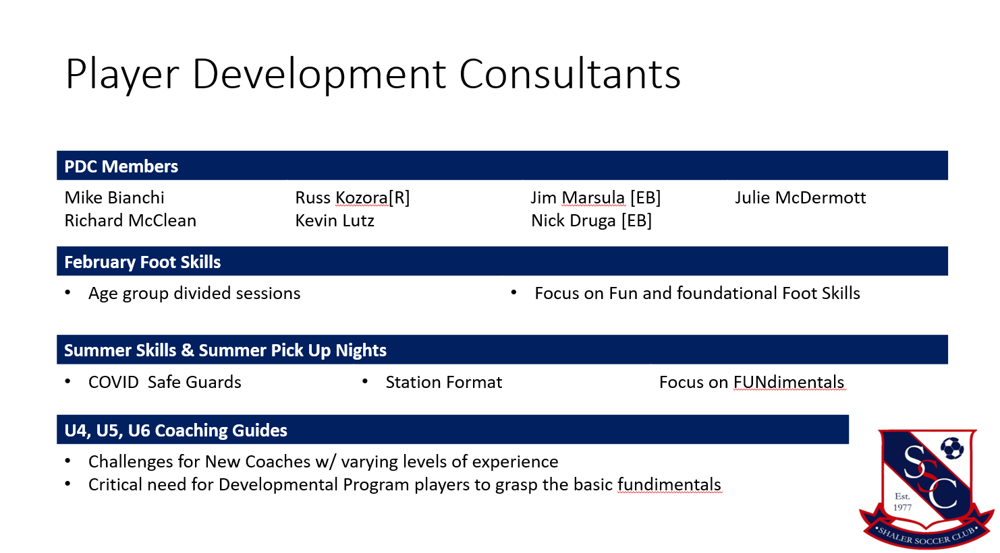 Player Development Consultants
PDC Members
Mike Bianchi Russ Kozora[R] Jim Marsula [EB] Julie McDermott
Richard McClean Kevin Lutz Nick Druga [EB]
February Foot Skills
• Age group divided sessions • Focus on Fun and foundational Foot Skills
Summer Skills & Summer Pick Up Nights
• COVID  Safe Guards • Station Format Focus on FUNdimentals
U4, U5, U6 Coaching Guides
• Challenges for New Coaches w/ varying levels of experience
• Critical need for Developmental Program players to grasp the basic fundimentals
SSC
Est.
1977
•SHALER SOCCER CLUB•